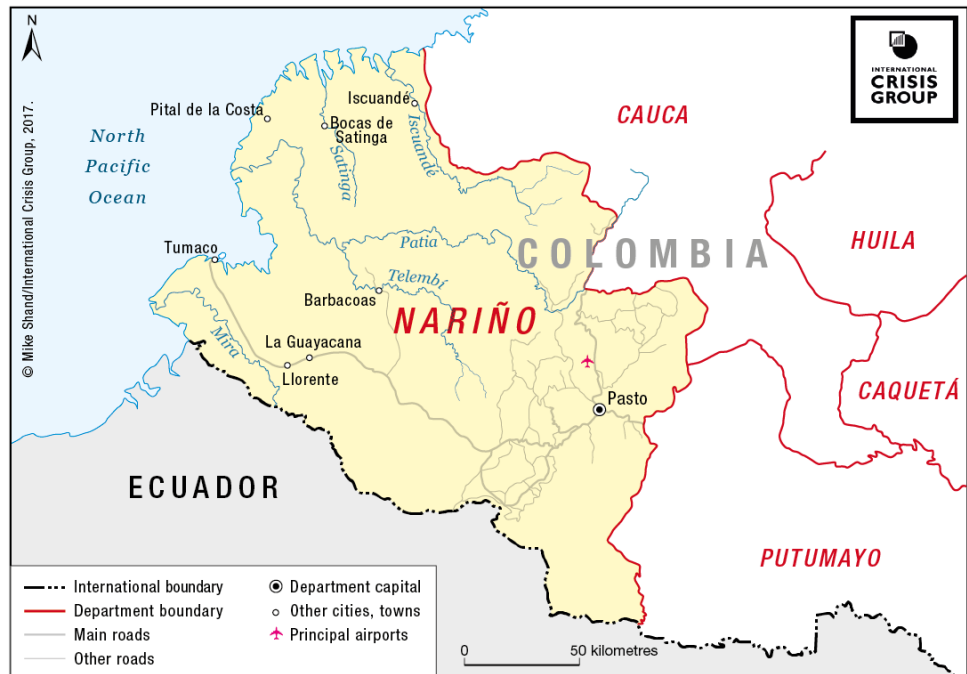 N
INTERNATIONAL
CRISIS
GROUP
© Mike Shand/International Crisis Group, 2017.
North
Pacific
Ocean
Pital de la Costa
Iscuandé
Bocas de
Satinga
Satinga
Iscuandé
CAUCA
COLOMBIA
HUILA
Tumaco
Patia
Telembí
Barbacoas
NARIÑO
Mira
La Guayacana
Llorente
Pasto
CAQUETÁ
ECUADOR
PUTUMAYO
International boundary
Department boundary
Main roads
Other roads
Department capital
Other cities, towns
Principal airports
0
50 kilometres